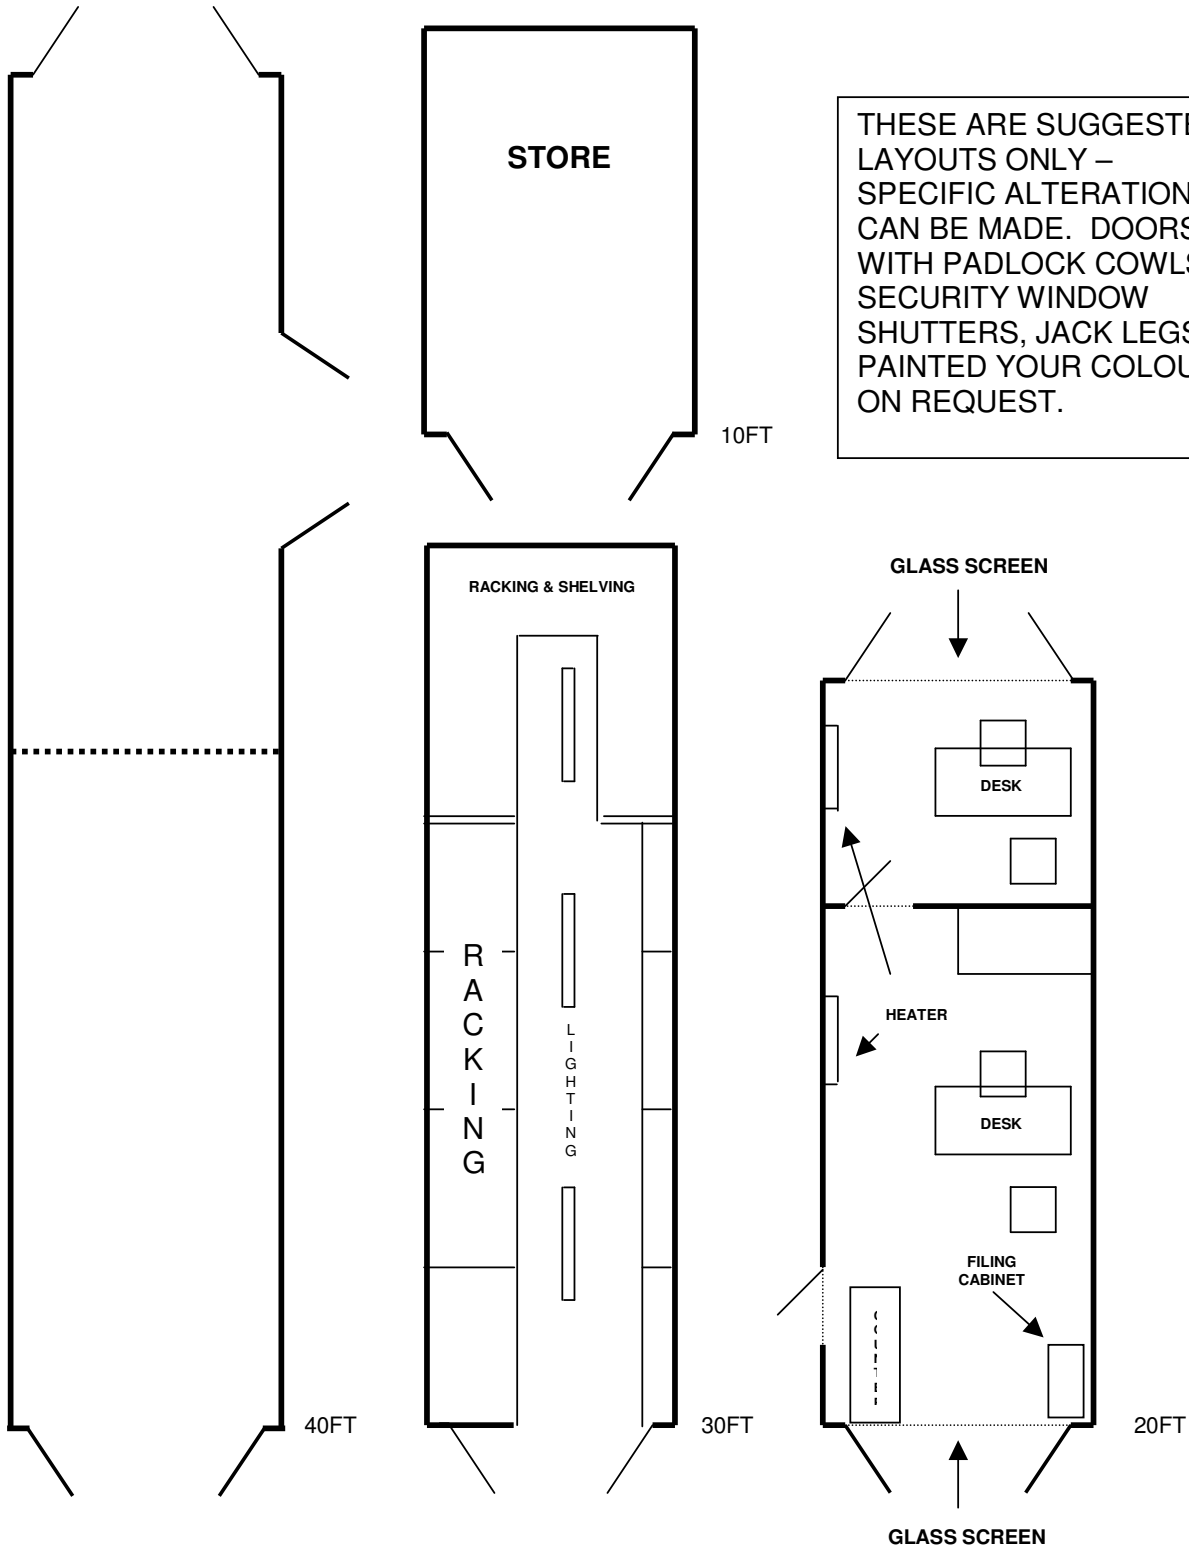 STORE
10FT
THESE ARE SUGGESTE
LAYOUTS ONLY –
SPECIFIC ALTERATION
CAN BE MADE.  DOORS
WITH PADLOCK COWLS
SECURITY WINDOW
SHUTTERS, JACK LEGS
PAINTED YOUR COLOU
ON REQUEST.
40FT
RACKING & SHELVING
RACKING
LIGHTING
30FT
GLASS SCREEN
DESK
HEATER
DESK
FILING
CABINET
20FT
GLASS SCREEN